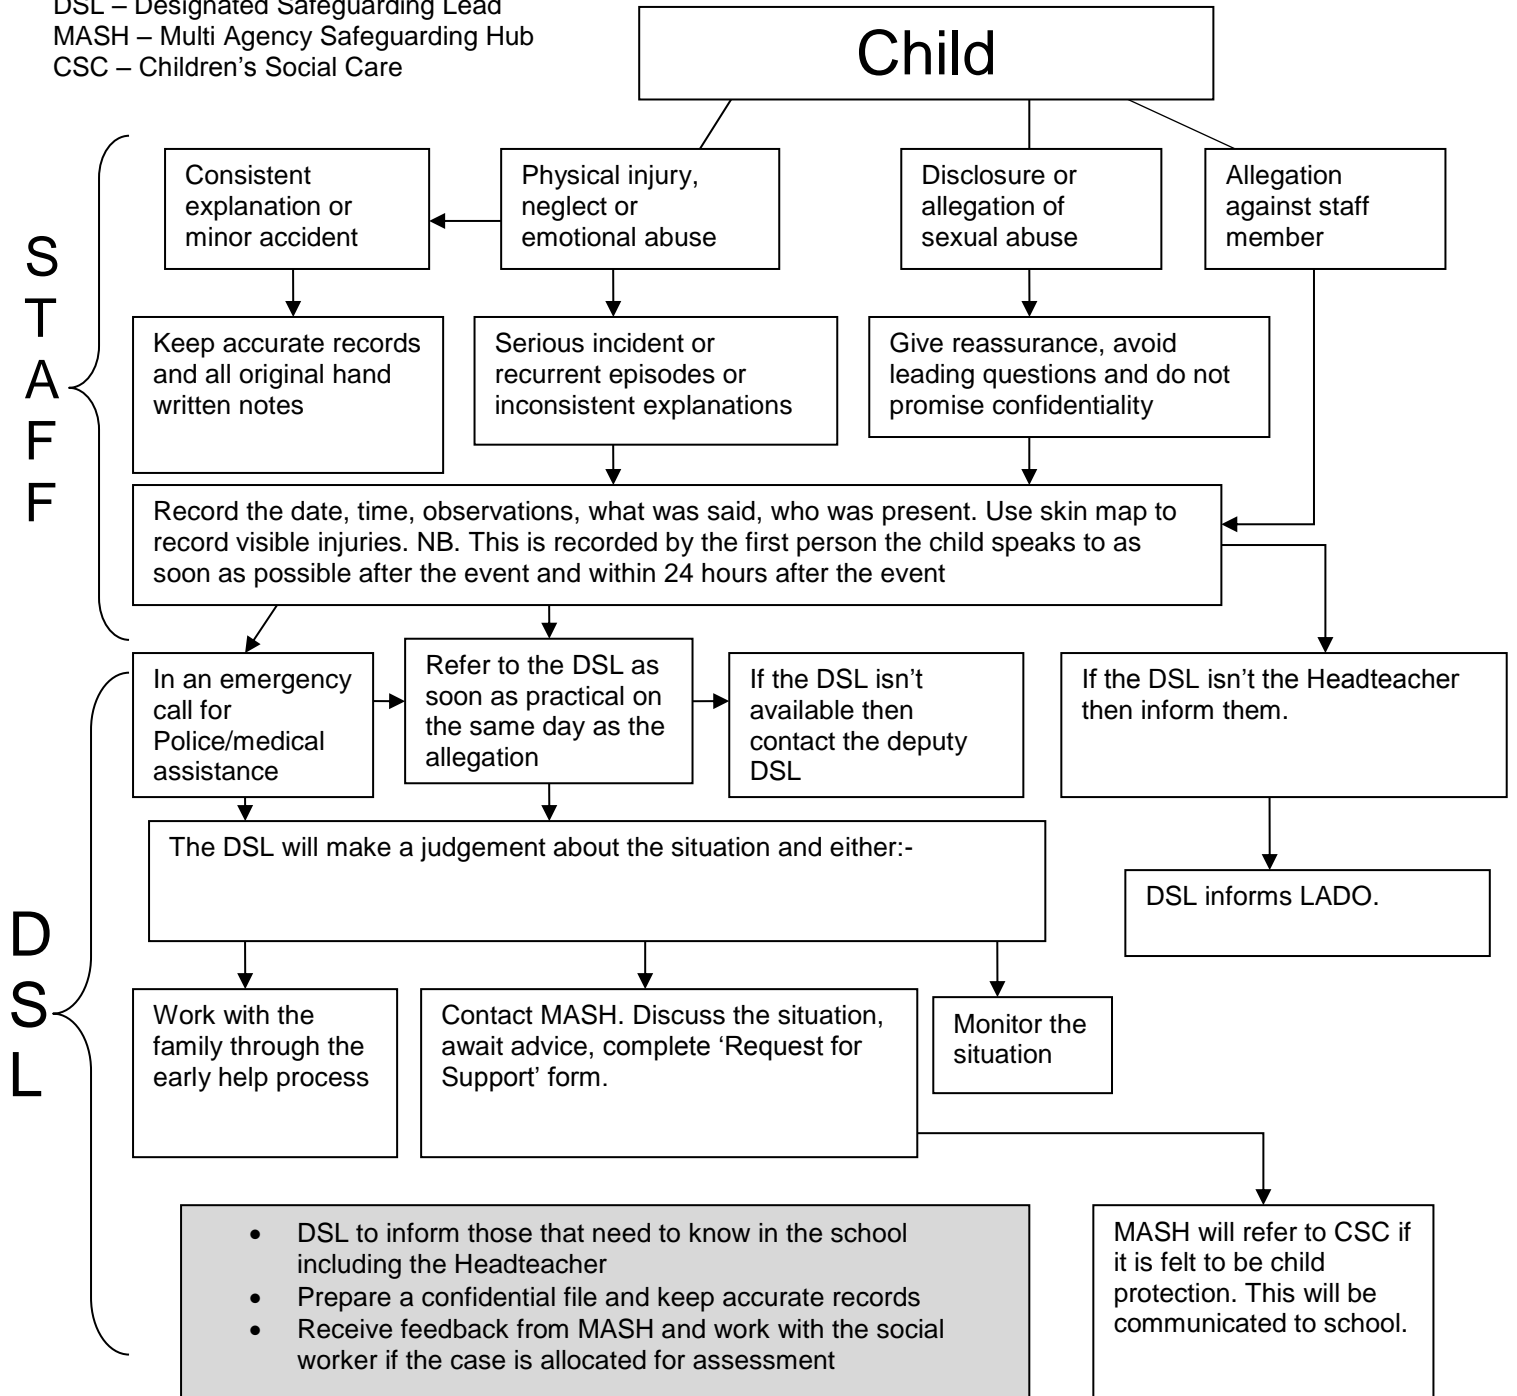 DSL – Designated Safeguarding Lead
MASH – Multi Agency Safeguarding Hub
CSC – Children's Social Care
Child
Consistent
explanation or
minor accident
Physical injury,
neglect or
emotional abuse
Disclosure or
allegation of
sexual abuse
Allegation
against staff
member
S
T
A
F
F
Keep accurate records
and all original hand
written notes
Serious incident or
recurrent episodes or
inconsistent explanations
Give reassurance, avoid
leading questions and do not
promise confidentiality
Record the date, time, observations, what was said, who was present. Use skin map to
record visible injuries. NB. This is recorded by the first person the child speaks to as
soon as possible after the event and within 24 hours after the event
In an emergency
call for
Police/medical
assistance
Refer to the DSL as
soon as practical on
the same day as the
allegation
If the DSL isn't
available then
contact the deputy
DSL
If the DSL isn't the Headteacher
then inform them.
The DSL will make a judgement about the situation and either:-
DSL informs LADO.
D
S
L
Work with the
family through the
early help process
Contact MASH. Discuss the situation,
await advice, complete 'Request for
Support' form.
Monitor the
situation
• DSL to inform those that need to know in the school
including the Headteacher
• Prepare a confidential file and keep accurate records
• Receive feedback from MASH and work with the social
worker if the case is allocated for assessment
MASH will refer to CSC if
it is felt to be child
protection. This will be
communicated to school.